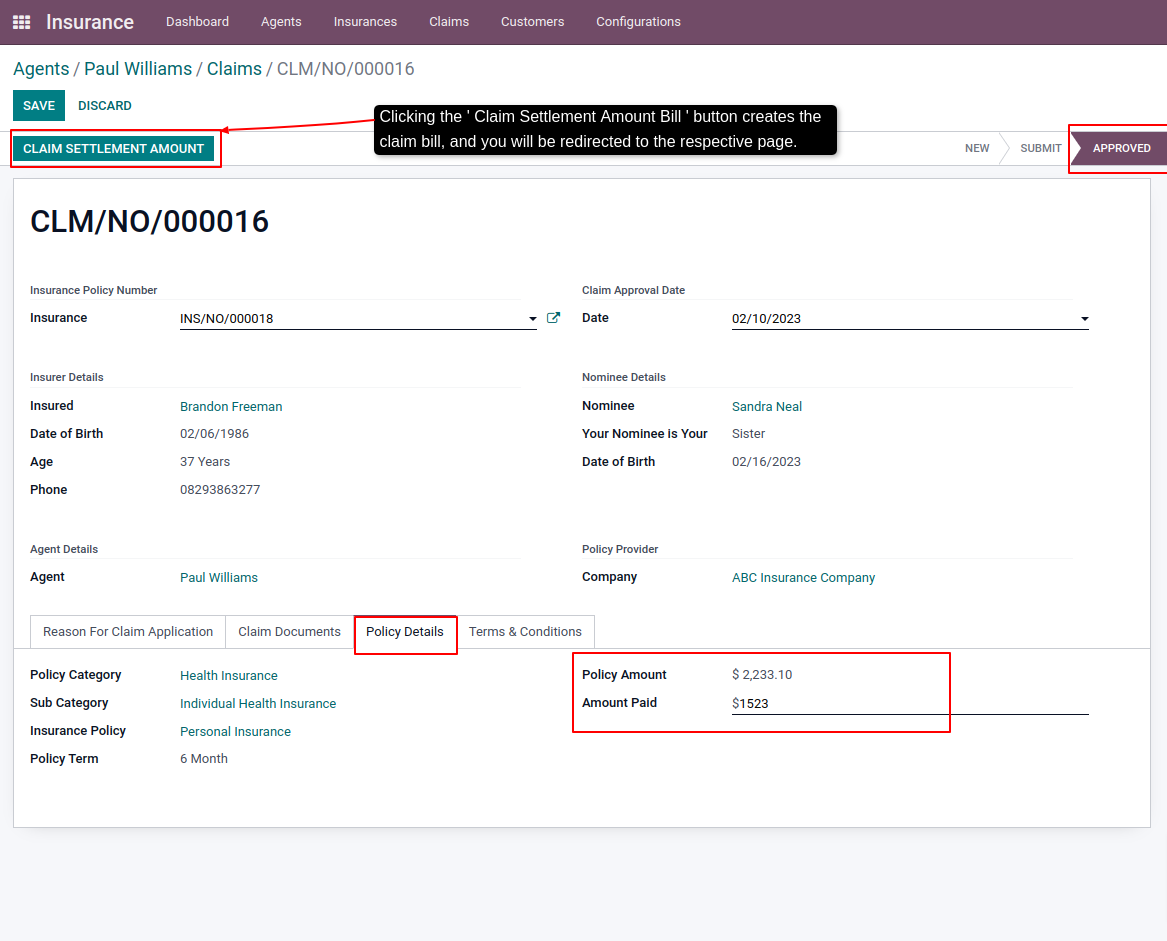 Insurance Dashboard Agents Insurances Claims Customers Configurations
Agents / Paul Williams / Claims / CLM/NO/000016
SAVE DISCARD
Clicking the ' Claim Settlement Amount Bill ' button creates the
claim bill, and you will be redirected to the respective page.
CLAIM SETTLEMENT AMOUNT NEW SUBMIT APPROVED
CLM/NO/000016
Insurance Policy Number Claim Approval Date
Insurance INS/NO/000018 Date 02/10/2023
Insurer Details Nominee Details
Insured Brandon Freeman Nominee Sandra Neal
Date of Birth 02/06/1986 Your Nominee is Your Sister
Age 37 Years Date of Birth 02/16/2023
Phone 08293863277
Agent Details Policy Provider
Agent Paul Williams Company ABC Insurance Company
Reason For Claim Application Claim Documents Policy Details Terms & Conditions
Policy Category Health Insurance Policy Amount $ 2,233.10
Sub Category Individual Health Insurance Amount Paid $1523
Insurance Policy Personal Insurance
Policy Term 6 Month